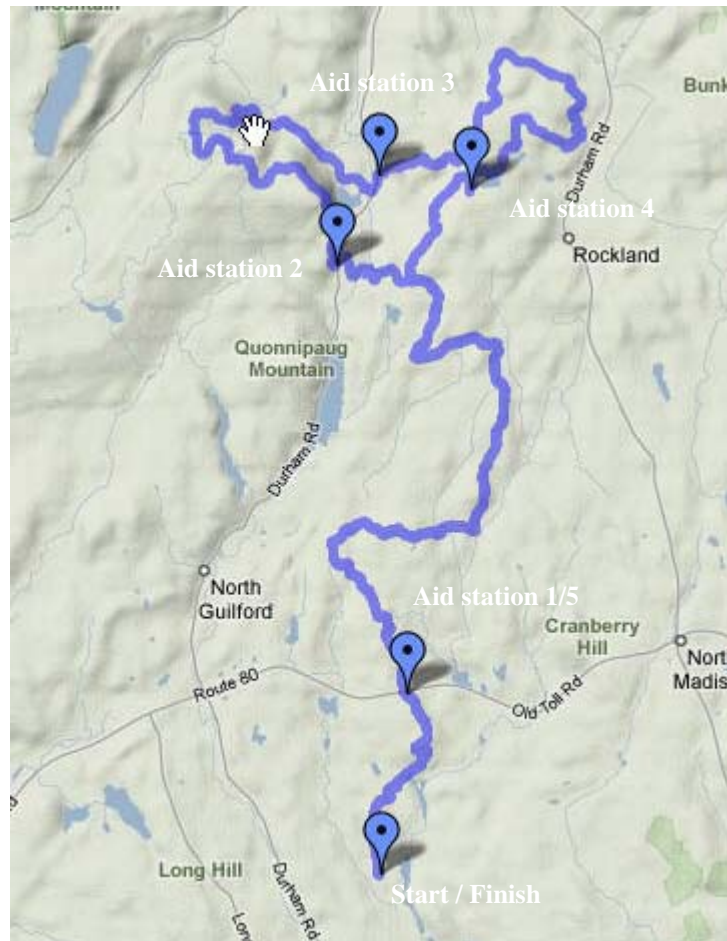 Mountain
Aid station 3
Bunk
Durham Rd
Aid station 4
Rockland
Aid station 2
Quonnipaug
Mountain
Durham Rd
North
Guilford
Aid station 1/5
Cranberry
Hill
Nort
Madis
Route 80
Old Toll Rd
Long Hill
Durham Rd
Start / Finish
Long